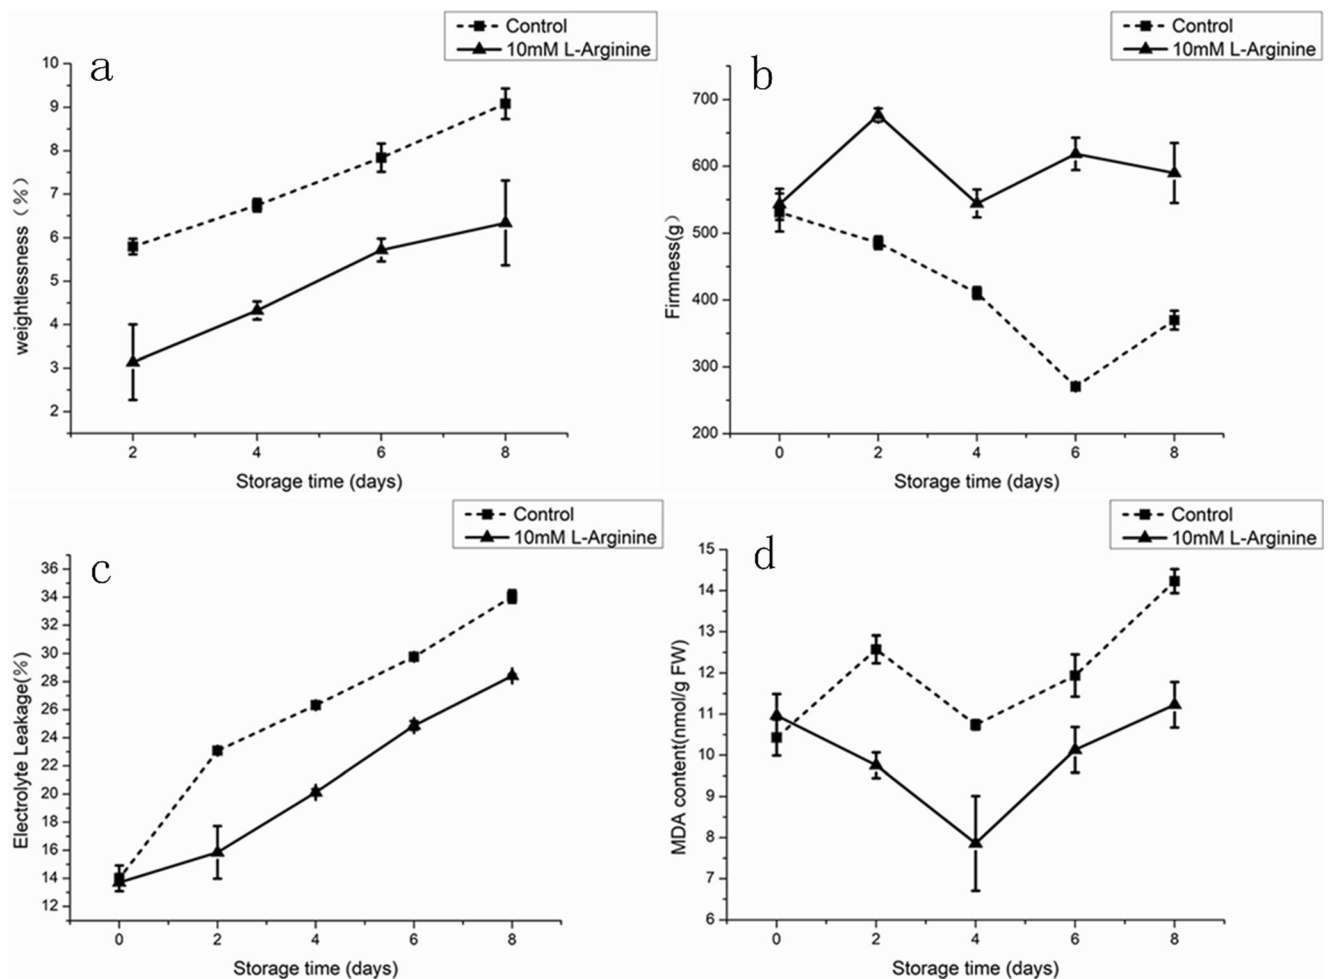 Control
10mM L-Arginine
a
10
9
8
7
6
5
4
3
2
weightlessness（%）
2 4 6 8
Storage time (days)
Control
10mM L-Arginine
b
700
600
500
400
300
200
Firmness(g）
0 2 4 6 8
Storage time (days)
Control
10mM L-Arginine
c
36
34
32
30
28
26
24
22
20
18
16
14
12
Electrolyte Leakage(%)
0 2 4 6 8
Storage time (days)
Control
10mM L-Arginine
d
15
14
13
12
11
10
9
8
7
6
MDA content(nmol/g FW)
0 2 4 6 8
Storage time (days)